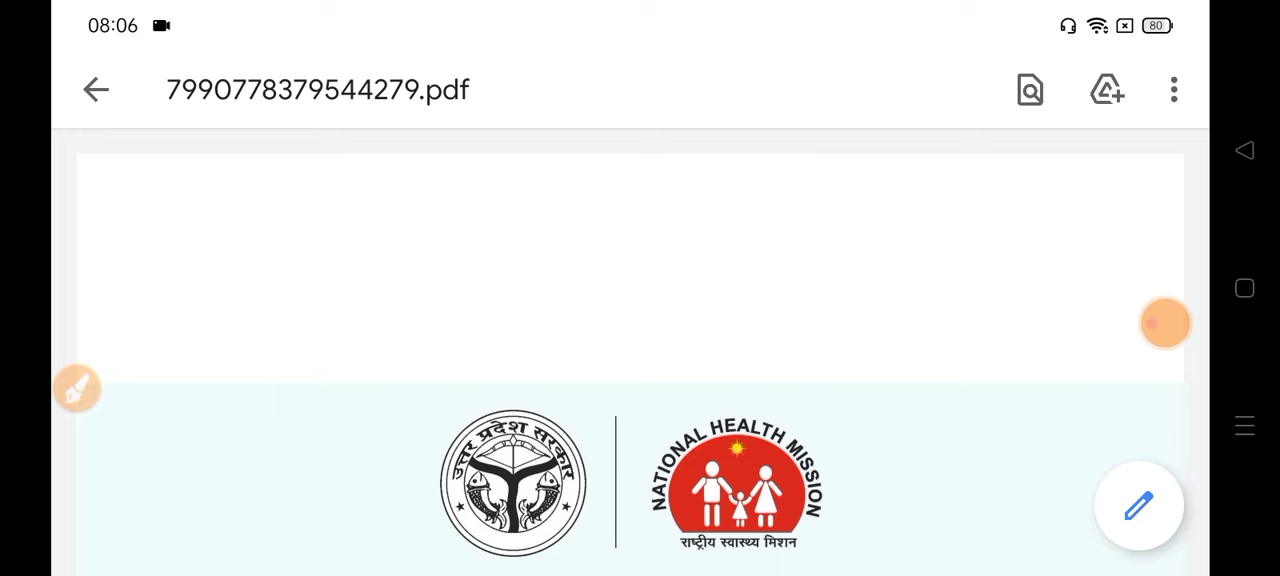 08:06
80
7990778379544279.pdf
उत्तर प्रदेश सरकार
NATIONAL HEALTH MISSION
राष्ट्रीय स्वास्थ्य मिशन